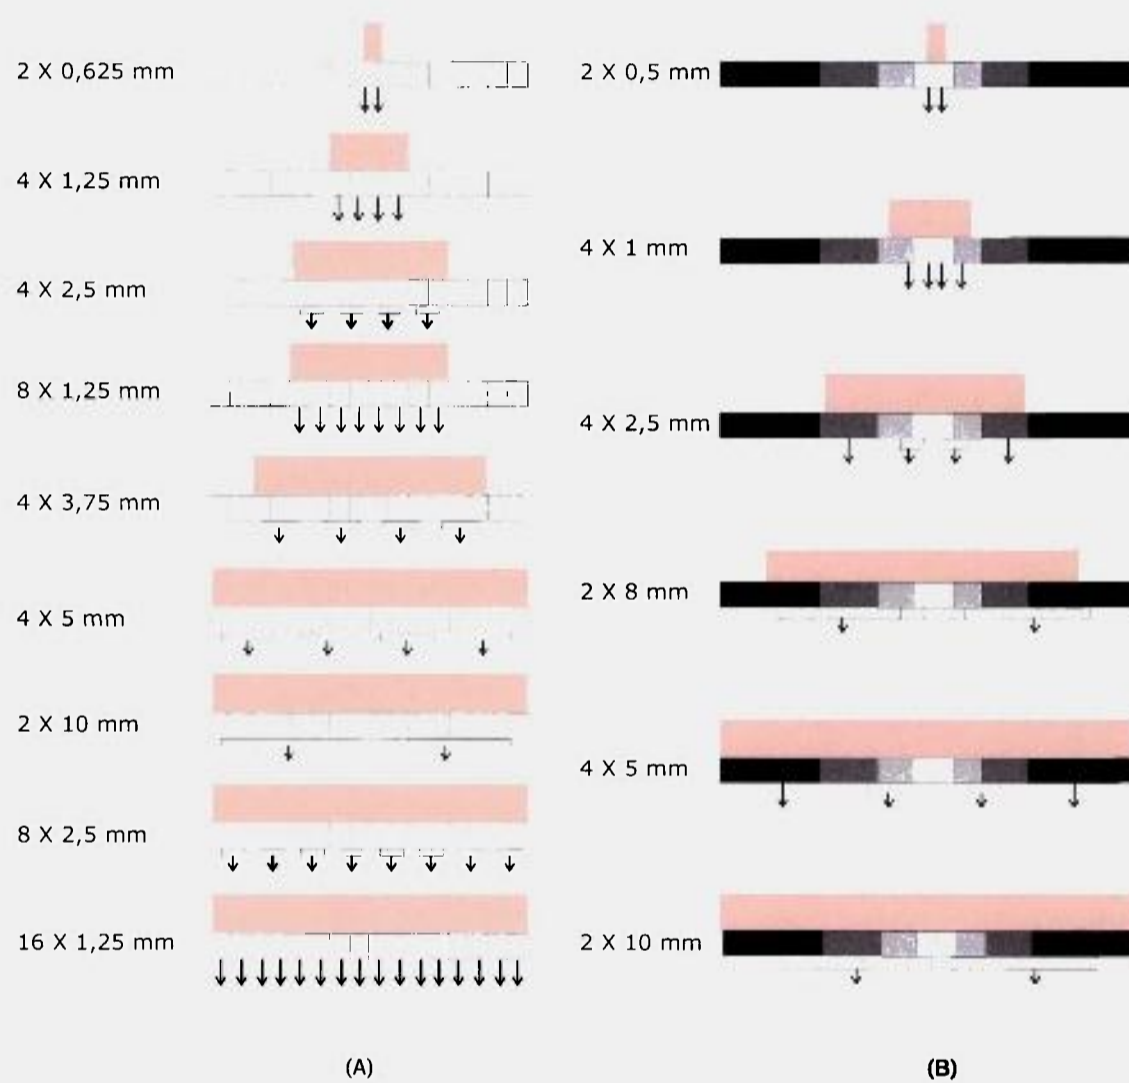 2 X 0,625 mm
4 X 1,25 mm
4 X 2,5 mm
8 X 1,25 mm
4 X 3,75 mm
4 X 5 mm
2 X 10 mm
8 X 2,5 mm
16 X 1,25 mm
(A)
2 X 0,5 mm
4 X 1 mm
4 X 2,5 mm
2 X 8 mm
4 X 5 mm
2 X 10 mm
(B)